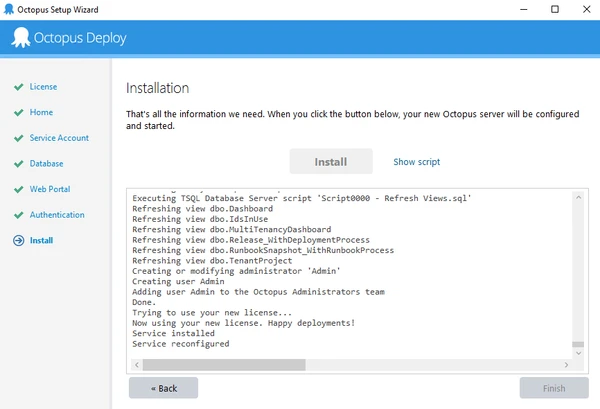 Octopus Setup Wizard
Octopus Deploy
License
Home
Service Account
Database
Web Portal
Authentication
Install
Installation
That's all the information we need. When you click the button below, your new Octopus server will be configured
and started.
Install
Show script
Executing TSQL Database Server script 'Script0000 - Refresh Views.sql'
Refreshing view dbo.Dashboard
Refreshing view dbo.IdsInUse
Refreshing view dbo.MultiTenancyDashboard
Refreshing view dbo.Release_WithDeploymentProcess
Refreshing view dbo.RunbookSnapshot_WithRunbookProcess
Refreshing view dbo.TenantProject
Creating or modifying administrator 'Admin'
Creating user Admin
Adding user Admin to the Octopus Administrators team
Done.
Trying to use your new license...
Now using your new license. Happy deployments!
Service installed
Service reconfigured
« Back
Finish